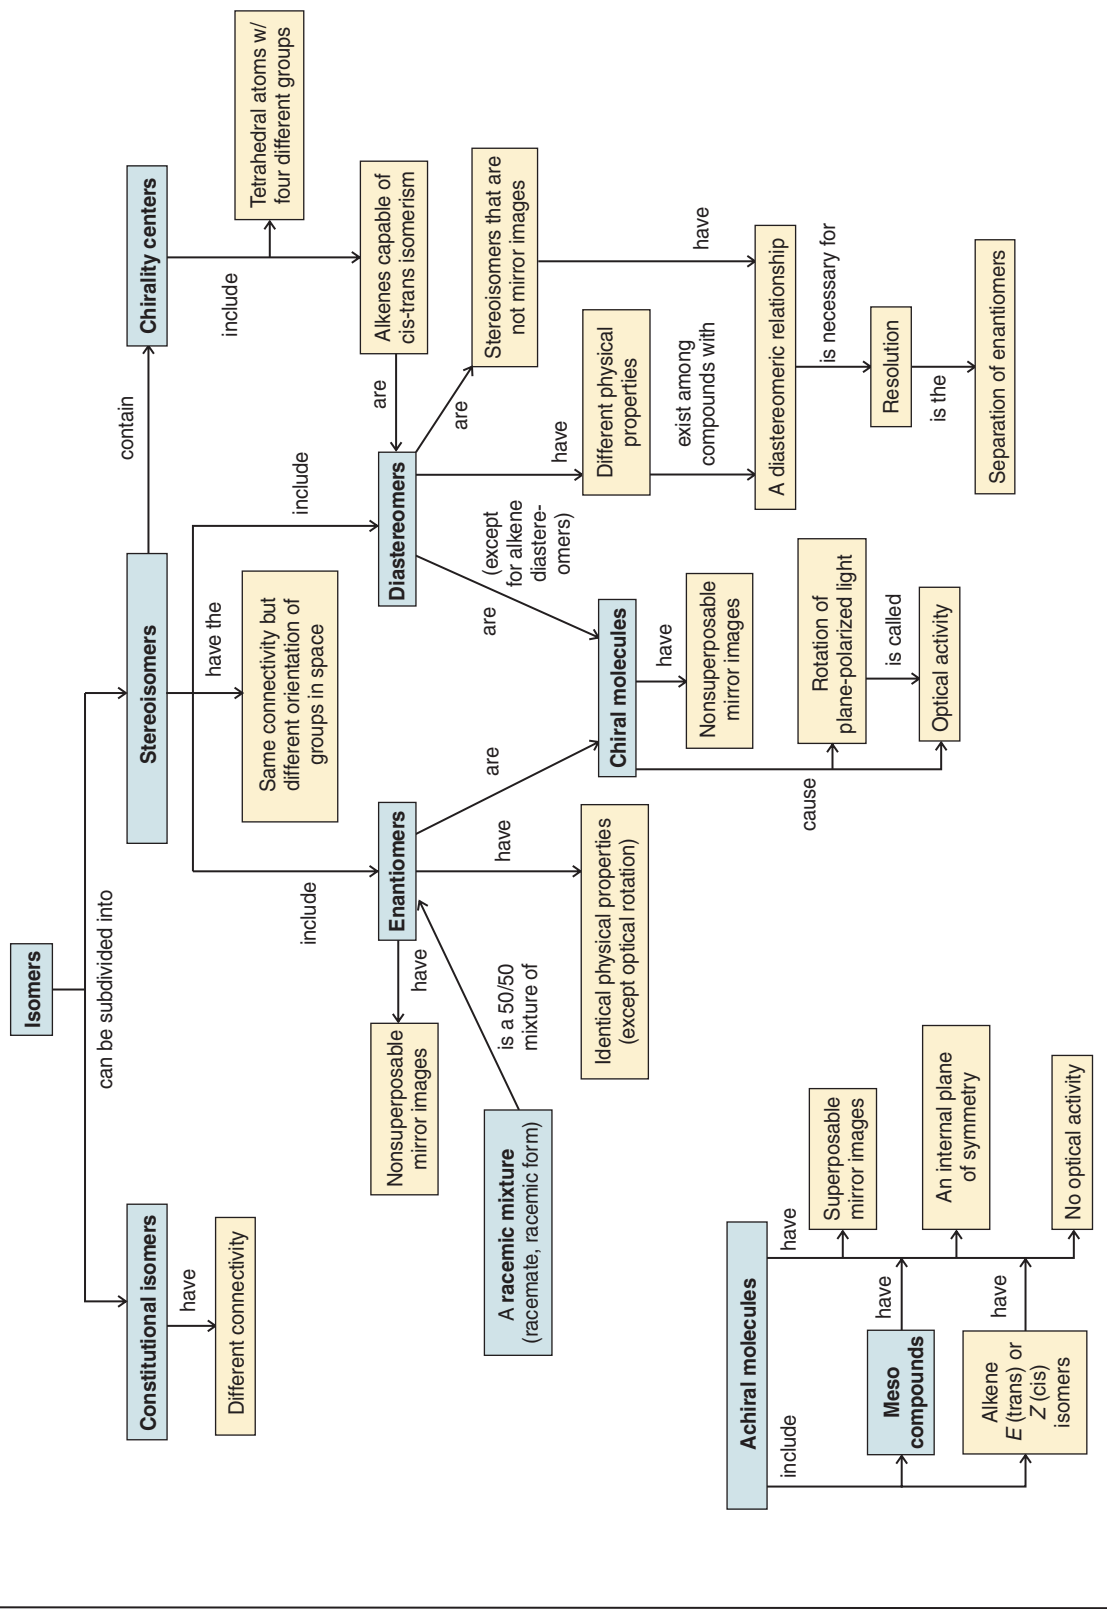 Isomers
can be subdivided into
Constitutional isomers
have
Different connectivity
Stereoisomers
contain
Chirality centers
include
Tetrahedral atoms w/
four different groups
Alkenes capable of
cis-trans isomerism
are
have the
Same connectivity but
different orientation of
groups in space
include
include
Enantiomers
have
Nonsuperposable
mirror images
is a 50/50
mixture of
A racemic mixture
(racemate, racemic form)
have
Identical physical properties
(except optical rotation)
are
Diastereomers
are
Stereoisomers that are
not mirror images
have
have
Different physical
properties
exist among
compounds with
A diastereomeric relationship
is necessary for
Resolution
is the
Separation of enantiomers
are
(except
for alkene
diastere-
omers)
Chiral molecules
have
Nonsuperposable
mirror images
cause
Rotation of
plane-polarized light
is called
Optical activity
Achiral molecules
include
have
Meso
compounds
have
Alkene
E (trans) or
Z (cis)
isomers
have
Superposable
mirror images
An internal plane
of symmetry
No optical activity